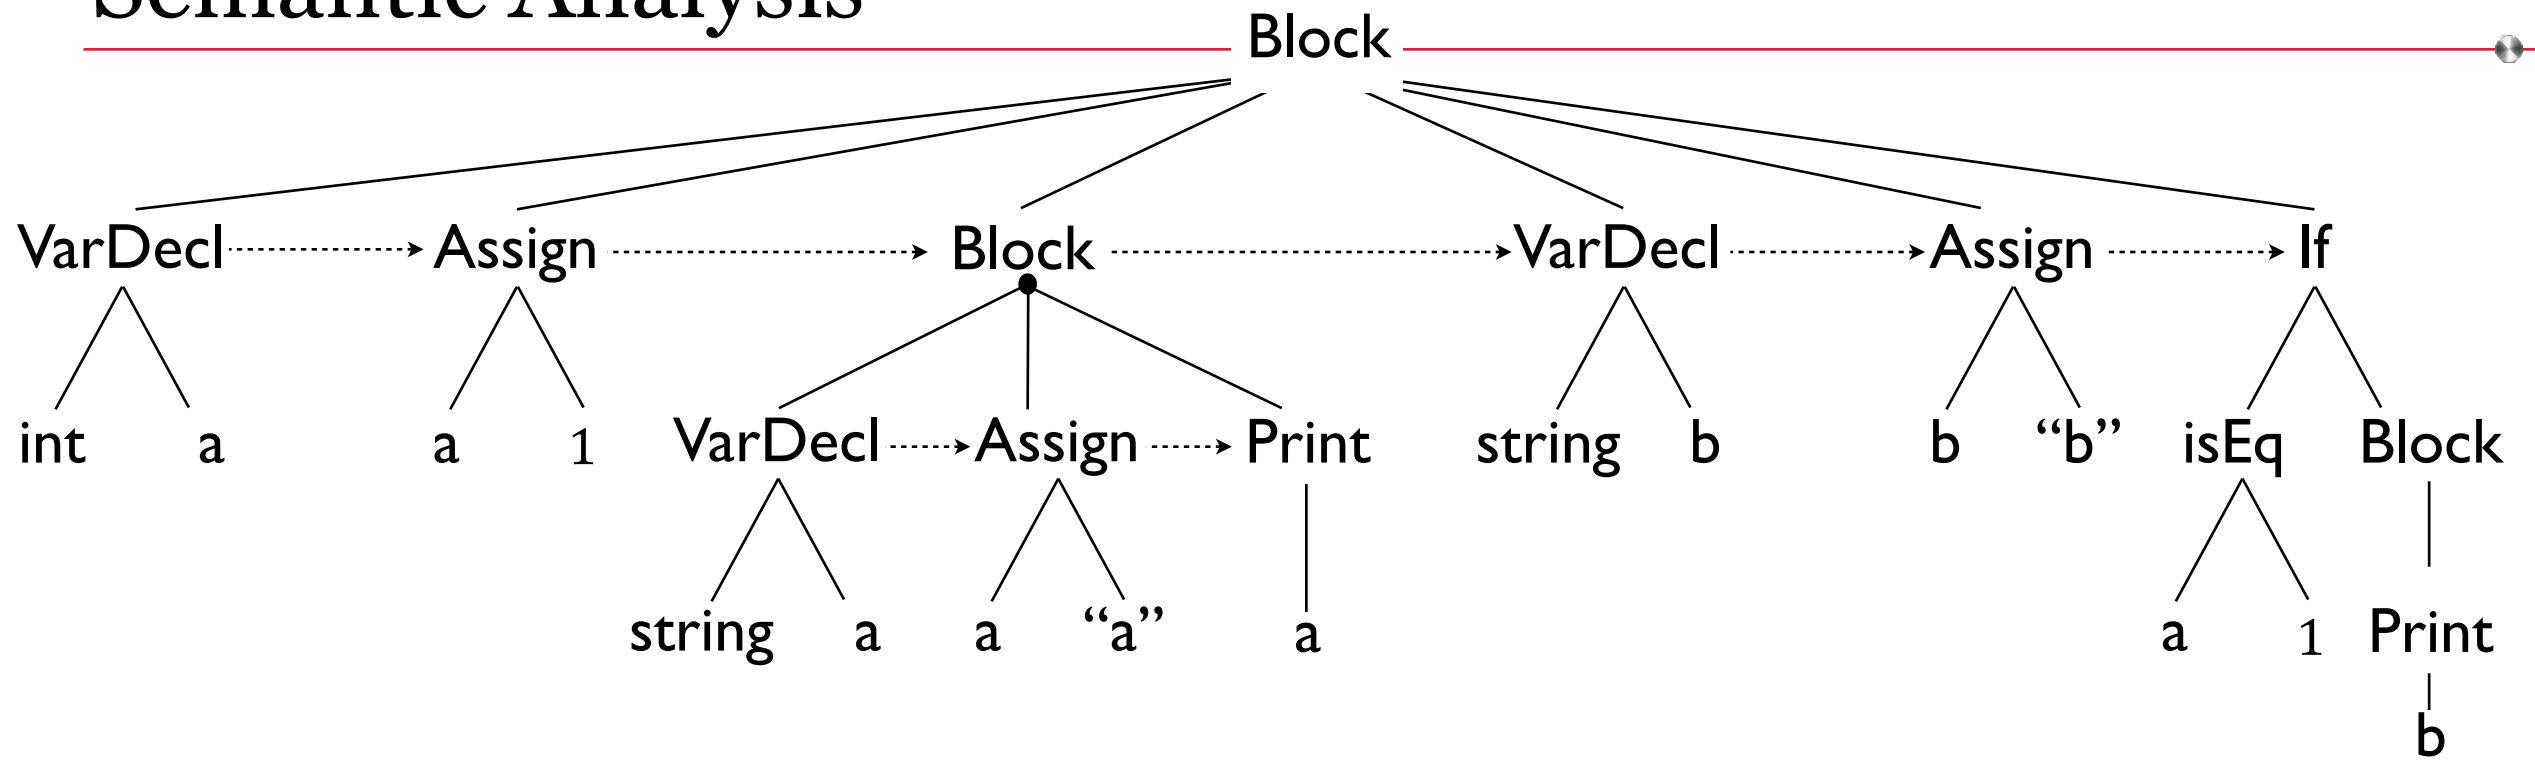 Semantic Analysis
Block
VarDecl Assign Block VarDecl Assign If
int a a 1 VarDecl Assign Print string b b “b” isEq Block
string a a “a” a a 1 Print
b